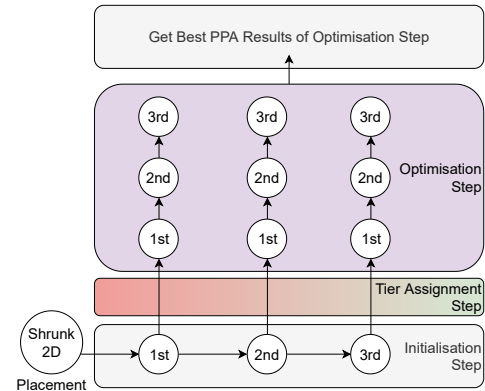 Get Best PPA Results of Optimisation Step
3rd 3rd 3rd
2nd 2nd 2nd
Optimisation
Step
1st 1st 1st
Tier Assignment
Step
Shrunk
2D
Placement
1st 2nd 3rd
Initialisation
Step